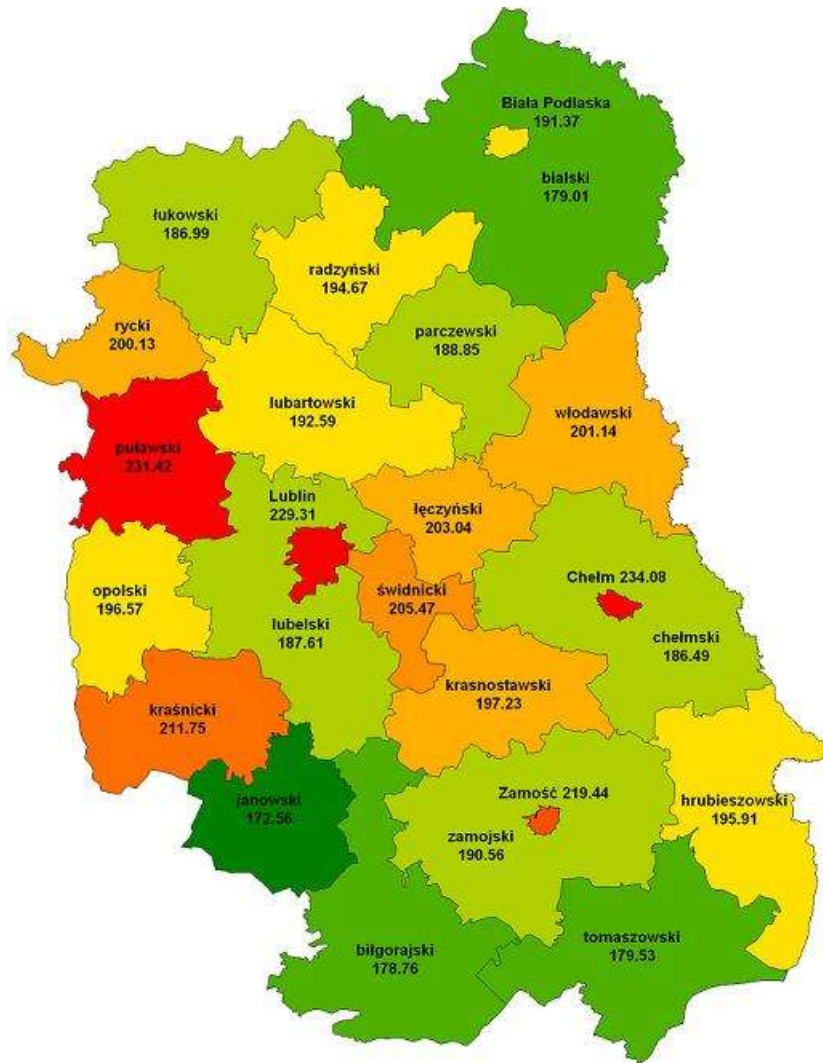 Biała Podlaska
191.37
bialski
179.01
łukowski
186.99
radzyński
194.67
rycki
200.13
parczewski
188.85
lubartowski
192.59
włodawski
201.14
puławski
231.42
Lublin
229.31
łęczyński
203.04
Chełm 234.08
opolski
196.57
świdnicki
205.47
lubelski
187.61
chełmski
186.49
krasnostawski
197.23
kraśnicki
211.75
janowski
172.56
Zamość 219.44
hrubieszowski
195.91
zamojski
190.56
biłgorajski
178.76
tomaszowski
179.53